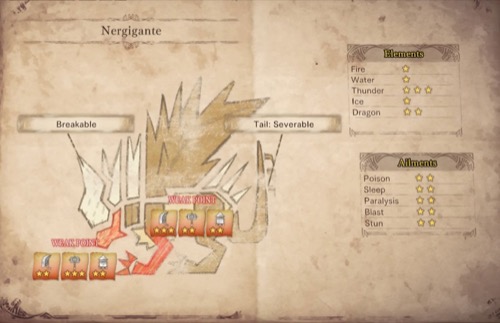 Nergigante
Elements
Fire
Water
Thunder
Ice
Dragon
Breakable
Tail: Severable
Ailments
Poison
Sleep
Paralysis
Blast
Stun
WEAK POINT
WEAK POINT